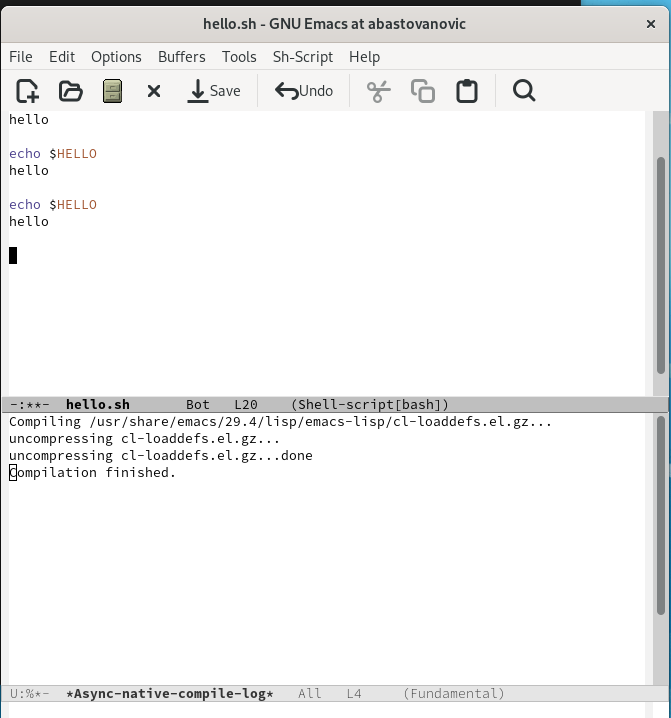 hello.sh - GNU Emacs at abastovanovic
File Edit Options Buffers Tools Sh-Script Help
Save Undo
hello
echo $HELLO
hello
echo $HELLO
hello
-:**- hello.sh Bot L20 (Shell-script[bash])
Compiling /usr/share/emacs/29.4/lisp/emacs-lisp/cl-loaddefs.el.gz...
uncompressing cl-loaddefs.el.gz...
uncompressing cl-loaddefs.el.gz...done
Compilation finished.
U:%*- *Async-native-compile-log* All L4 (Fundamental)